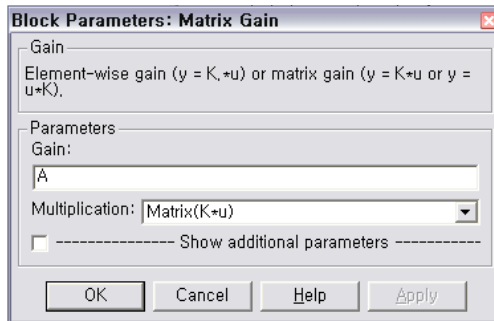 Block Parameters: Matrix Gain
Gain
Element-wise gain (y = K.*u) or matrix gain (y = K*u or y =
u*K).
Parameters
Gain:
A
Multiplication: Matrix(K*u)
--------------- Show additional parameters -----------
OK Cancel Help Apply